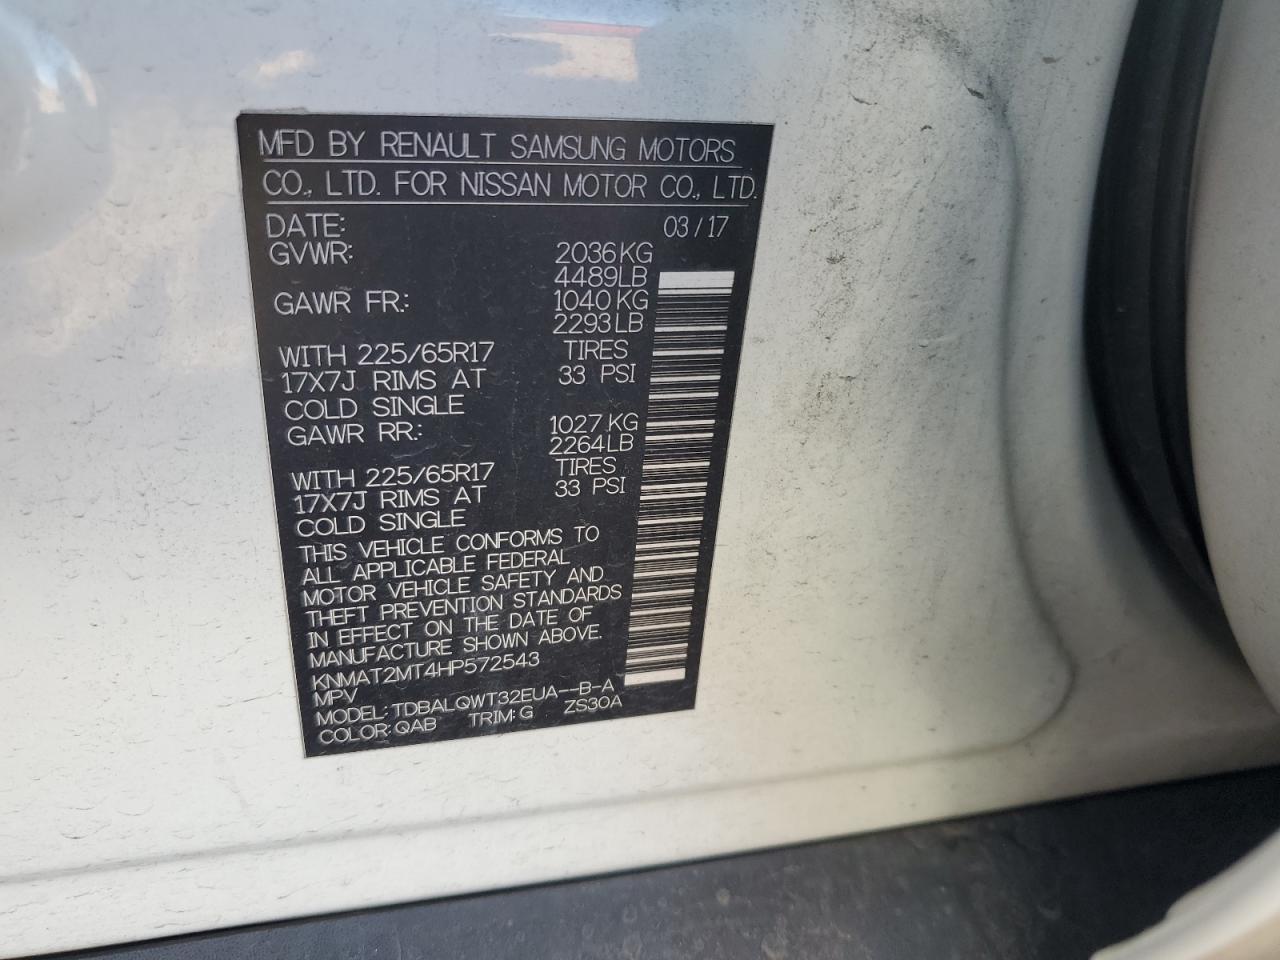 MFD BY RENAULT SAMSUNG MOTORS
CO., LTD. FOR NISSAN MOTOR CO., LTD.
DATE: 03/17
GVWR: 2036KG
4489LB
GAWR FR.: 1040KG
2293LB
WITH 225/65R17 TIRES
17X7J RIMS AT 33 PSI
COLD SINGLE
GAWR RR.: 1027KG
2264LB
WITH 225/65R17 TIRES
17X7J RIMS AT 33 PSI
COLD SINGLE
THIS VEHICLE CONFORMS TO
ALL APPLICABLE FEDERAL
MOTOR VEHICLE SAFETY AND
THEFT PREVENTION STANDARDS
IN EFFECT ON THE DATE OF
MANUFACTURE SHOWN ABOVE.
KNMAT2MT4HP572543
MPV
MODEL:TDBALQWT32EUA--B-A
COLOR:QAB TRIM:G ZS30A